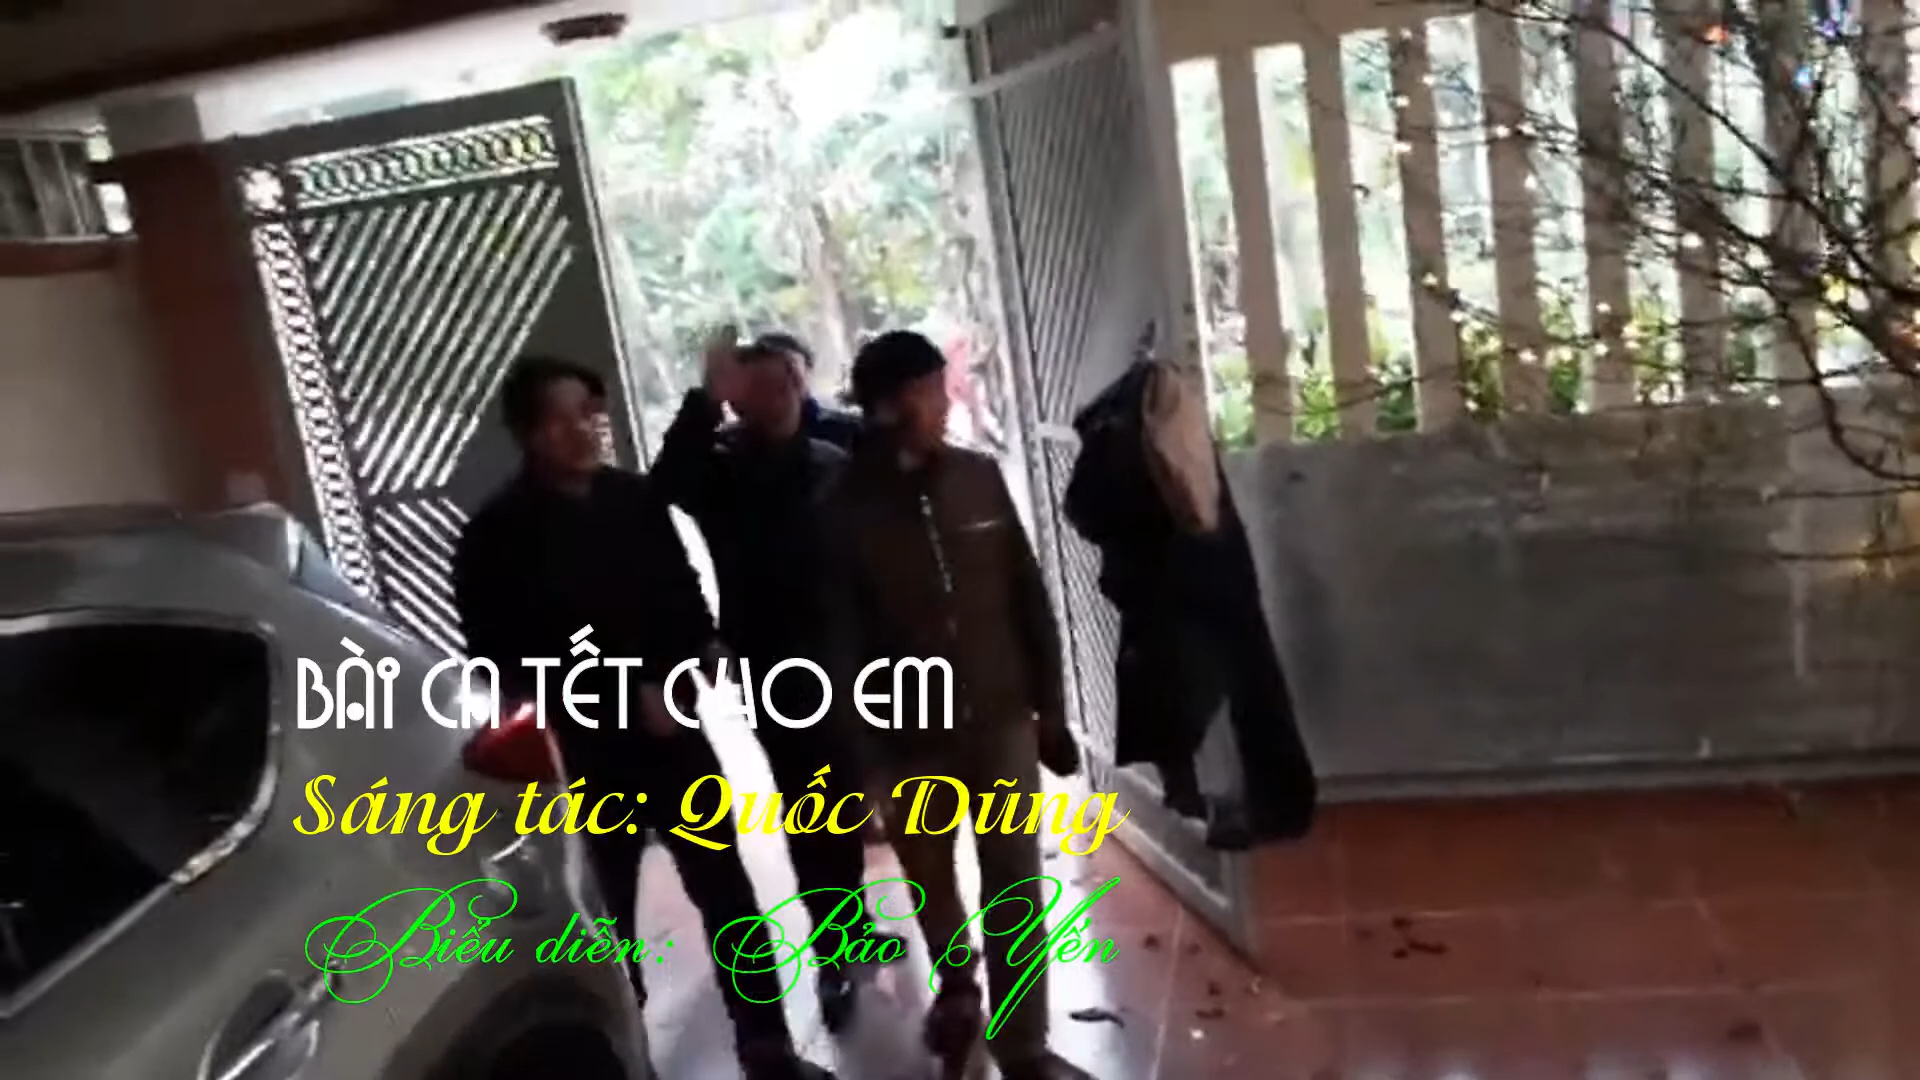 BÀI CA TẾT CHO EM
Sáng tác: Quốc Dũng
Biểu diễn: Bảo Yến